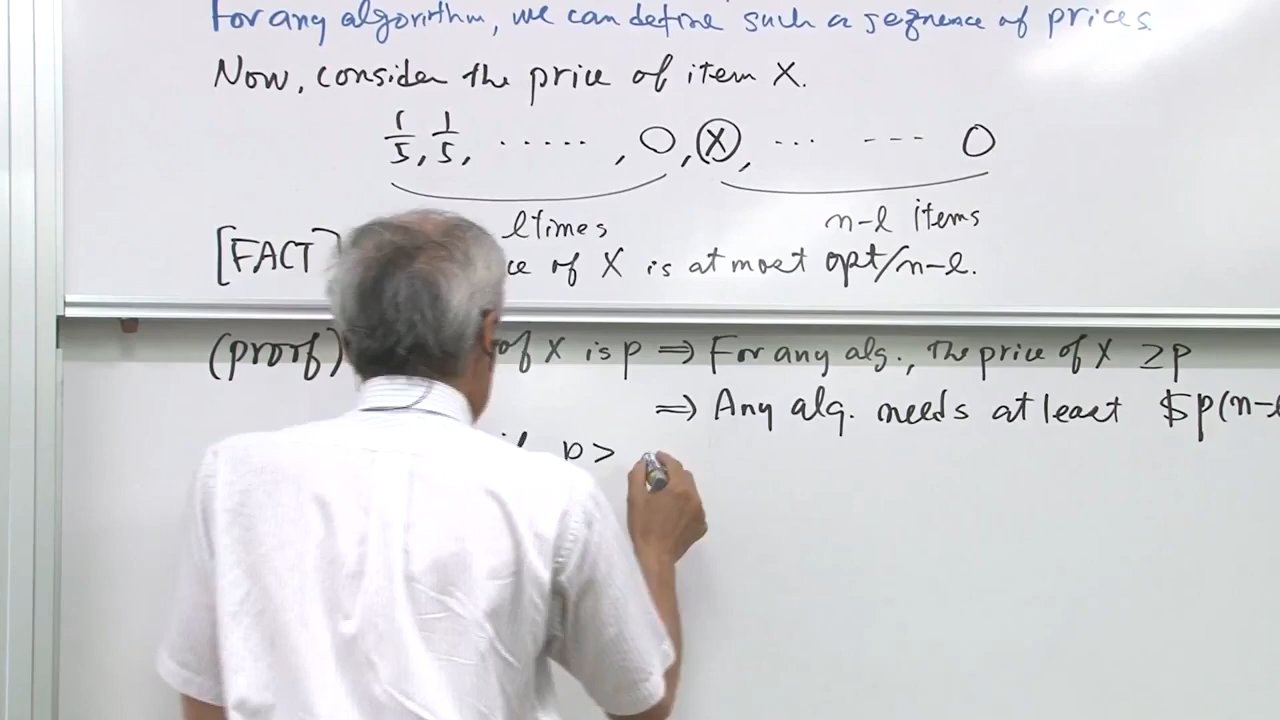 For any algorithm, we can define such a sequence of prices.
Now, consider the price of item X.
1/5, 1/5, ......, 0, X, ... --- 0
l times n-l items
[FACT] of X is at most opt/n-l.
(proof) of X is p ⇒ For any alg., the price of X ≥p
⇒ Any alg. needs at least $p(n-
if p >